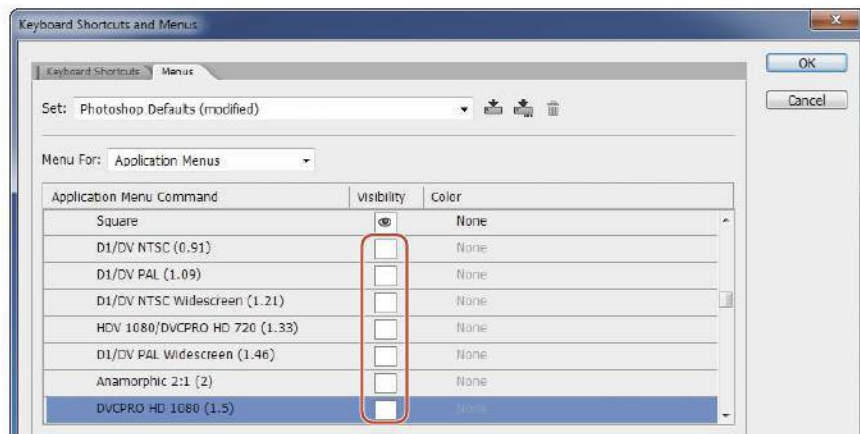 Keyboard Shortcuts and Menus
Keyboard Shortcuts Menus
OK
Set: Photoshop Defaults (modified)
Cancel
Menu For: Application Menus
Application Menu Command Visibility Color
Square None
D1/DV NTSC (0.91) None
D1/DV PAL (1.09) None
D1/DV NTSC Widescreen (1.21) None
HDV 1080/DVCPRO HD 720 (1.33) None
D1/DV PAL Widescreen (1.46) None
Anamorphic 2:1 (2) None
DVCPRO HD 1080 (1.5) None